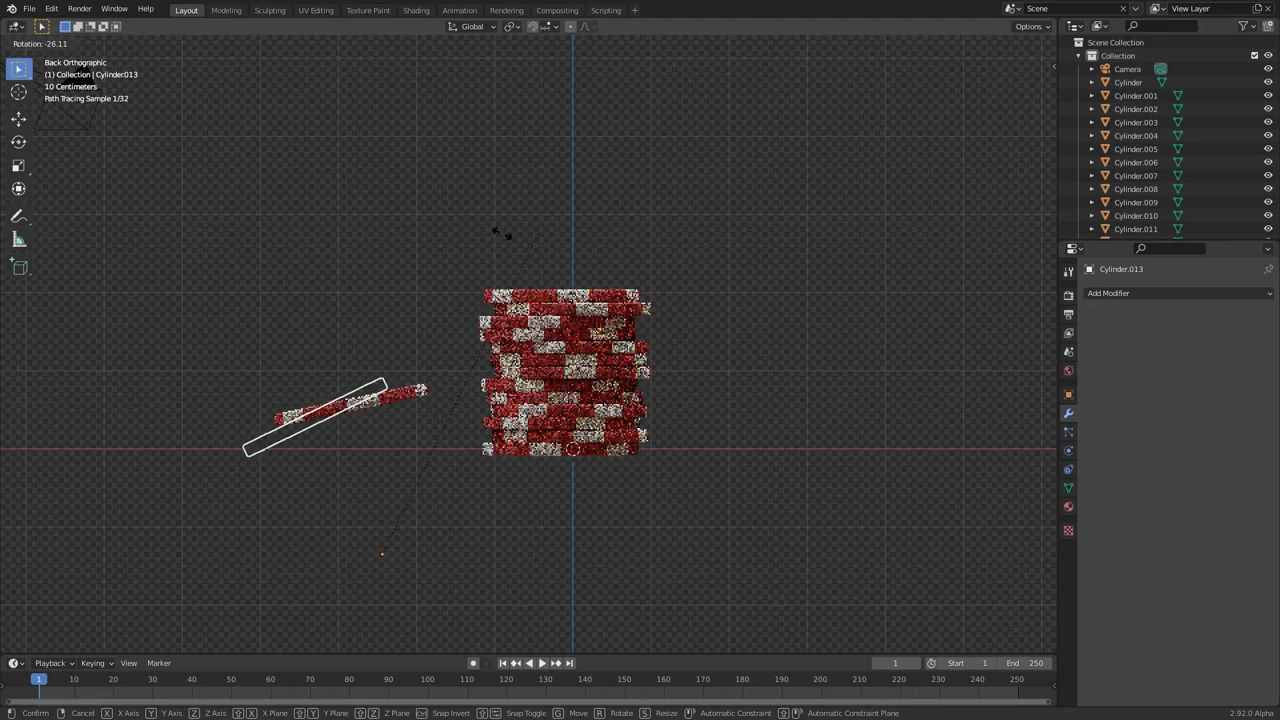 File Edit Render Window Help Layout Modeling Sculpting UV Editing Texture Paint Shading Animation Rendering Compositing Scripting + Scene View Layer
Global Options
Rotation: -26.11
Back Orthographic
(1) Collection | Cylinder.013
10 Centimeters
Path Tracing Sample 1/32
Scene Collection
Collection
Camera
Cylinder
Cylinder.001
Cylinder.002
Cylinder.003
Cylinder.004
Cylinder.005
Cylinder.006
Cylinder.007
Cylinder.008
Cylinder.009
Cylinder.010
Cylinder.011
Cylinder.013
Add Modifier
Playback Keying View Marker 1 Start 1 End 250
1 10 20 30 40 50 60 70 80 90 100 110 120 130 140 150 160 170 180 190 200 210 220 230 240 250
Confirm Cancel X X Axis Y Y Axis Z Z Axis X X Plane Y Y Plane Z Z Plane Ctrl Snap Invert Snap Toggle G Move R Rotate S Resize Automatic Constraint Automatic Constraint Plane 2.92.0 Alpha